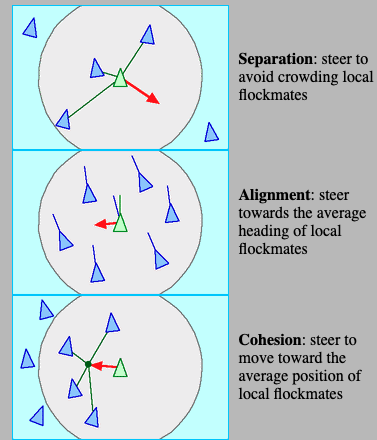 Separation: steer to
avoid crowding local
flockmates
Alignment: steer
towards the average
heading of local
flockmates
Cohesion: steer to
move toward the
average position of
local flockmates